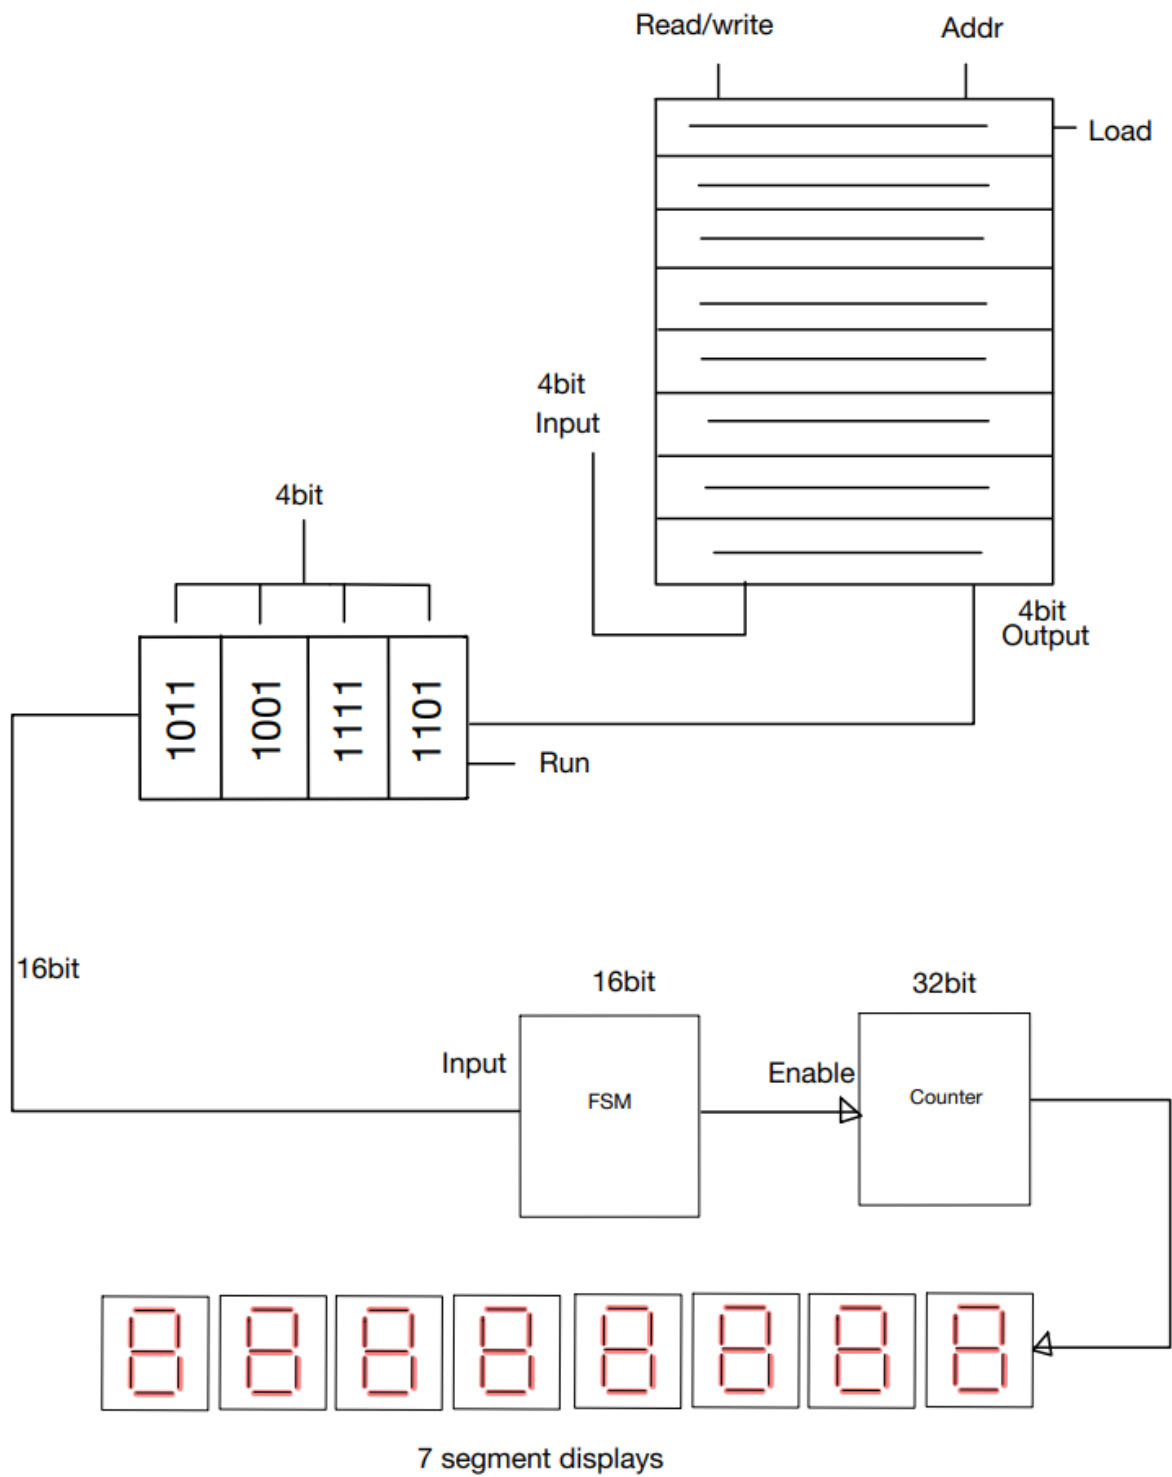 Read/write
Addr
Load
4bit
Input
4bit
4bit
Output
1011
1001
1111
1101
Run
16bit
16bit
32bit
Input
Enable
FSM
Counter
7 segment displays